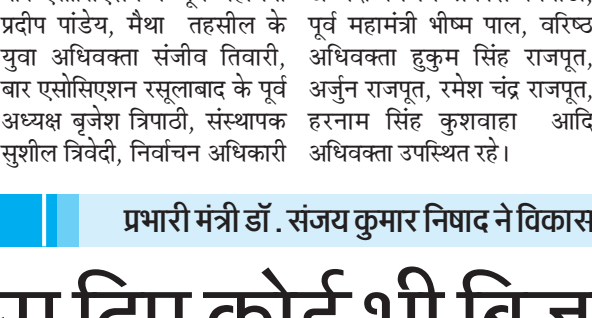 प्रदीप पांडेय, मैथा तहसील के
युवा अधिवक्ता संजीव तिवारी,
बार एसोसिएशन रसूलाबाद के पूर्व
अध्यक्ष बृजेश त्रिपाठी, संस्थापक
सुशील त्रिवेदी, निर्वाचन अधिकारी
पूर्व महामंत्री भीष्म पाल, वरिष्ठ
अधिवक्ता हुकुम सिंह राजपूत,
अर्जुन राजपूत, रमेश चंद्र राजपूत,
हरनाम सिंह कुशवाहा आदि
अधिवक्ता उपस्थित रहे।
प्रभारी मंत्री डॉ . संजय कुमार निषाद ने विकास
कोई भी